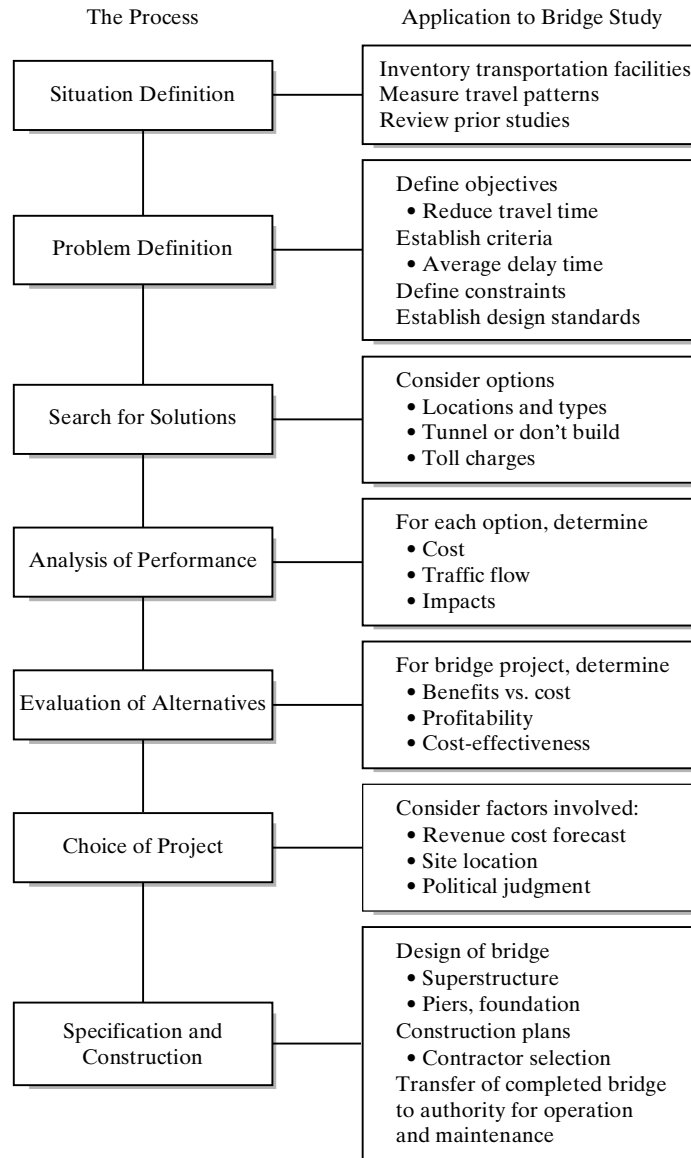 The Process
Application to Bridge Study
Situation Definition
Inventory transportation facilities
Measure travel patterns
Review prior studies
Problem Definition
Define objectives
• Reduce travel time
Establish criteria
• Average delay time
Define constraints
Establish design standards
Search for Solutions
Consider options
• Locations and types
• Tunnel or don’t build
• Toll charges
Analysis of Performance
For each option, determine
• Cost
• Traffic flow
• Impacts
Evaluation of Alternatives
For bridge project, determine
• Benefits vs. cost
• Profitability
• Cost-effectiveness
Choice of Project
Consider factors involved:
• Revenue cost forecast
• Site location
• Political judgment
Specification and
Construction
Design of bridge
• Superstructure
• Piers, foundation
Construction plans
• Contractor selection
Transfer of completed bridge
to authority for operation
and maintenance